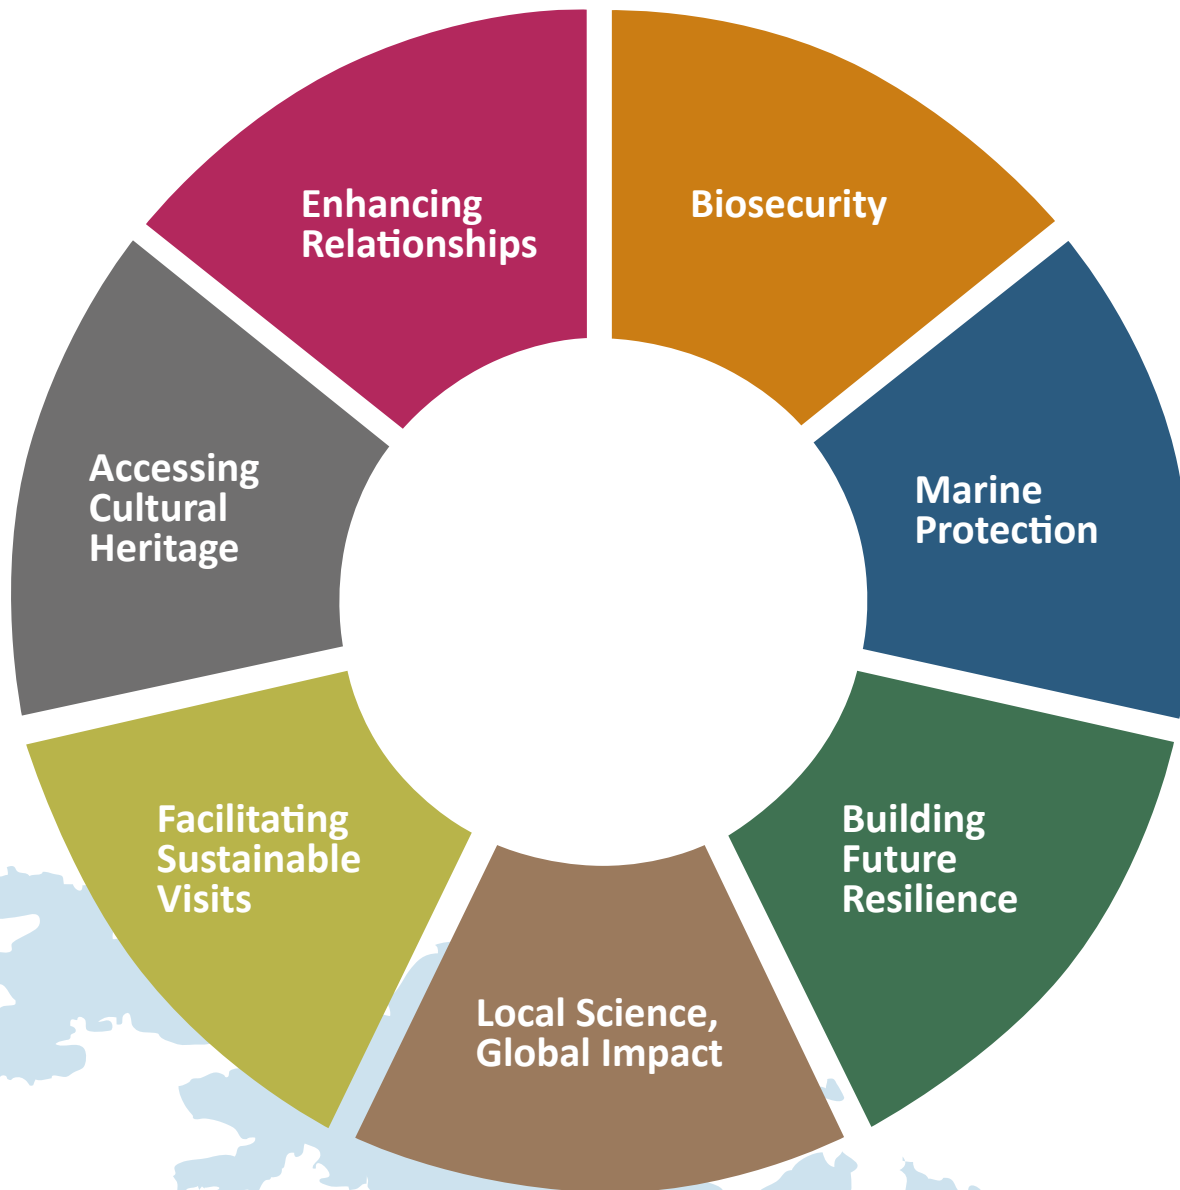 Enhancing
Relationships
Biosecurity
Accessing
Cultural
Heritage
Marine
Protection
Facilitating
Sustainable
Visits
Building
Future
Resilience
Local Science,
Global Impact